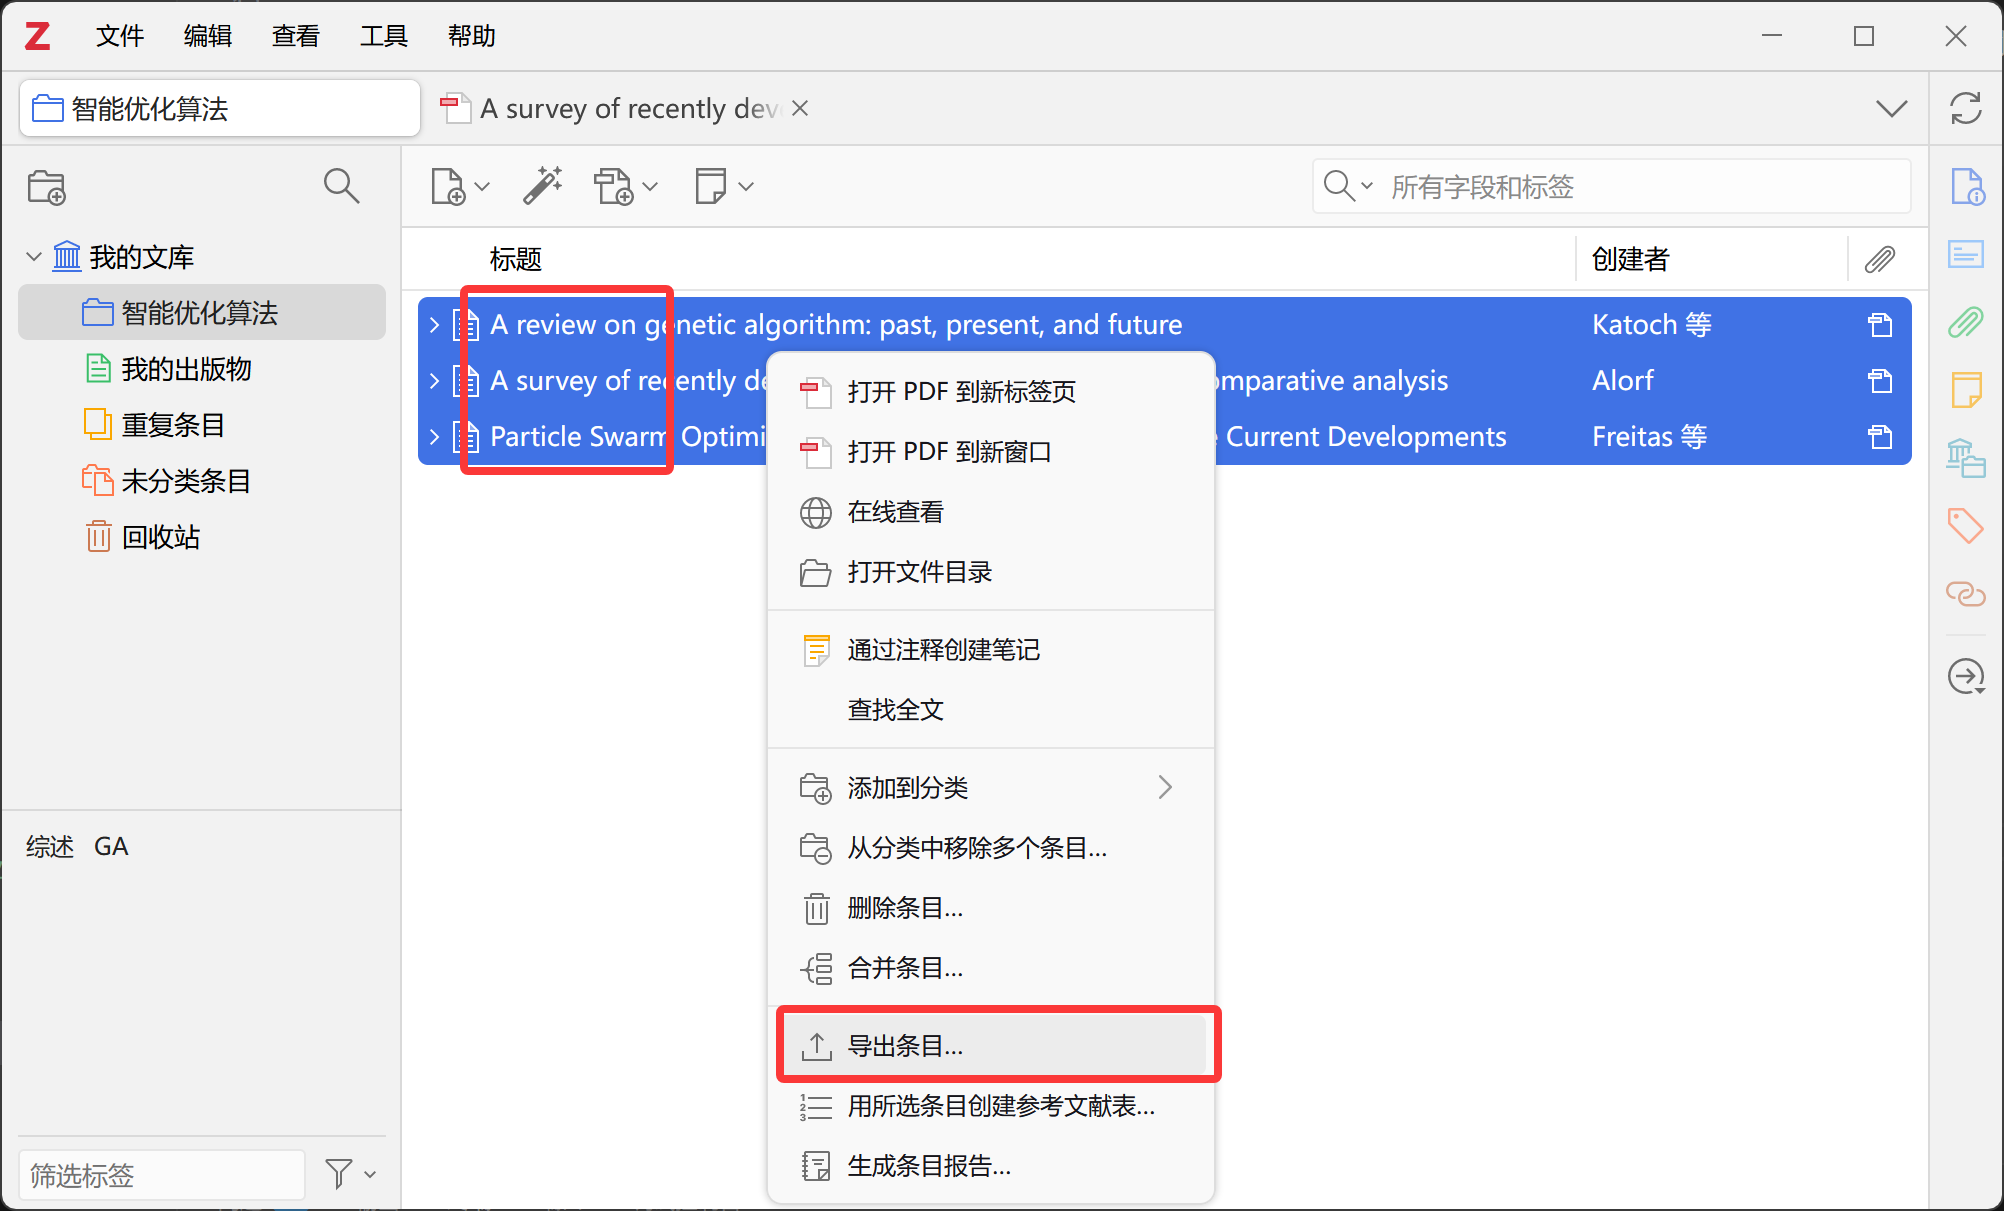 文件 编辑 查看 工具 帮助
智能优化算法 A survey of recently dev
所有字段和标签
我的文库
智能优化算法
我的出版物
重复条目
未分类条目
回收站
标题 创建者
A review on genetic algorithm: past, present, and future Katoch 等
A survey of recently de mparative analysis Alorf
Particle Swarm Optimi Current Developments Freitas 等
打开 PDF 到新标签页
打开 PDF 到新窗口
在线查看
打开文件目录
通过注释创建笔记
查找全文
添加到分类
从分类中移除多个条目...
删除条目...
合并条目...
导出条目...
用所选条目创建参考文献表...
生成条目报告...
综述 GA
筛选标签